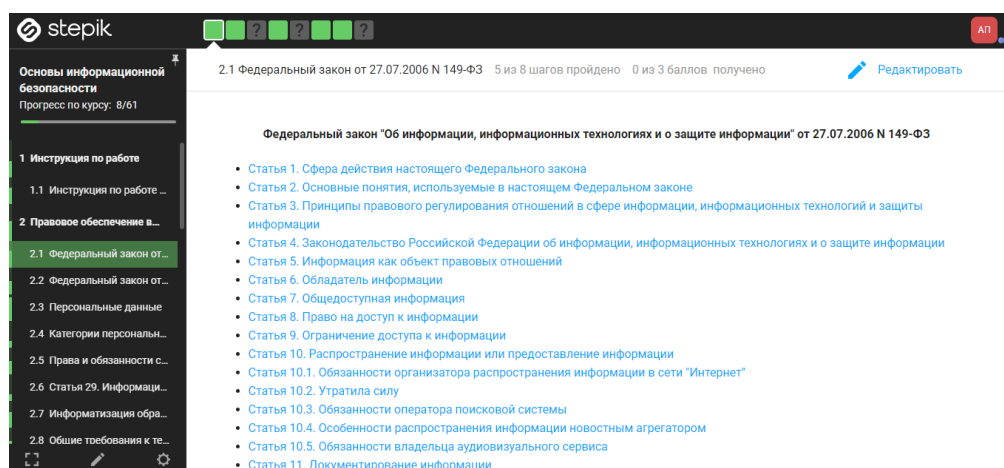 stepik
? ? ?
АП
Основы информационной
безопасности
Прогресс по курсу: 8/61
1 Инструкция по работе
1.1 Инструкция по работе ...
2 Правовое обеспечение в...
2.1 Федеральный закон от...
2.2 Федеральный закон от...
2.3 Персональные данные
2.4 Категории персональн...
2.5 Права и обязанности с...
2.6 Статья 29. Информаци...
2.7 Информатизация обра...
2.8 Общие требования к те...
2.1 Федеральный закон от 27.07.2006 N 149-ФЗ 5 из 8 шагов пройдено 0 из 3 баллов получено
Редактировать
Федеральный закон "Об информации, информационных технологиях и о защите информации" от 27.07.2006 N 149-ФЗ
• Статья 1. Сфера действия настоящего Федерального закона
• Статья 2. Основные понятия, используемые в настоящем Федеральном законе
• Статья 3. Принципы правового регулирования отношений в сфере информации, информационных технологий и защиты
информации
• Статья 4. Законодательство Российской Федерации об информации, информационных технологиях и о защите информации
• Статья 5. Информация как объект правовых отношений
• Статья 6. Обладатель информации
• Статья 7. Общедоступная информация
• Статья 8. Право на доступ к информации
• Статья 9. Ограничение доступа к информации
• Статья 10. Распространение информации или предоставление информации
• Статья 10.1. Обязанности организатора распространения информации в сети "Интернет"
• Статья 10.2. Утратила силу
• Статья 10.3. Обязанности оператора поисковой системы
• Статья 10.4. Особенности распространения информации новостным агрегатором
• Статья 10.5. Обязанности владельца аудиовизуального сервиса
• Статья 11. Документирование информации